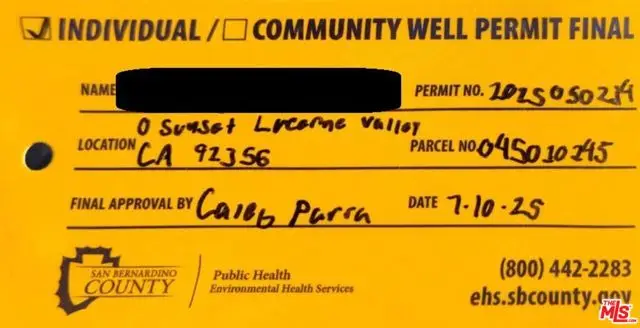 INDIVIDUAL / COMMUNITY WELL PERMIT FINAL
NAME PERMIT NO. 2025050214
0 Sunset Lucerne Valley
LOCATION CA 92356 PARCEL NO. 045010245
FINAL APPROVAL BY Caleb Parra DATE 7-10-25
SAN BERNARDINO
COUNTY
Public Health
Environmental Health Services
(800) 442-2283
ehs.sbcounty.gov
THE MLS